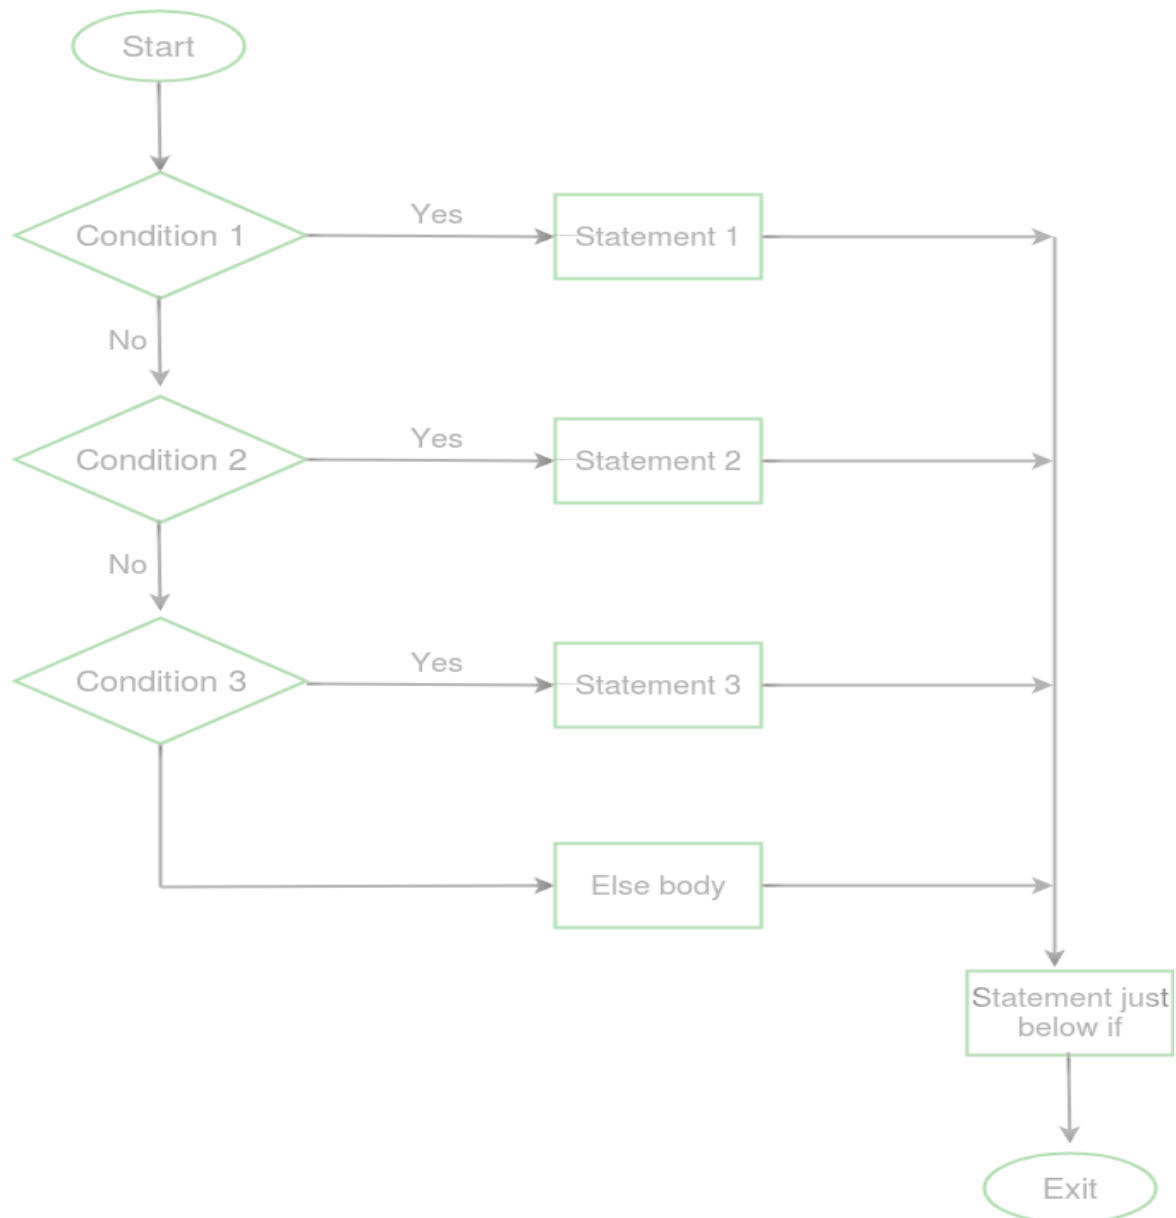 Start
Condition 1
Yes
Statement 1
No
Condition 2
Yes
Statement 2
No
Condition 3
Yes
Statement 3
Else body
Statement just
below if
Exit